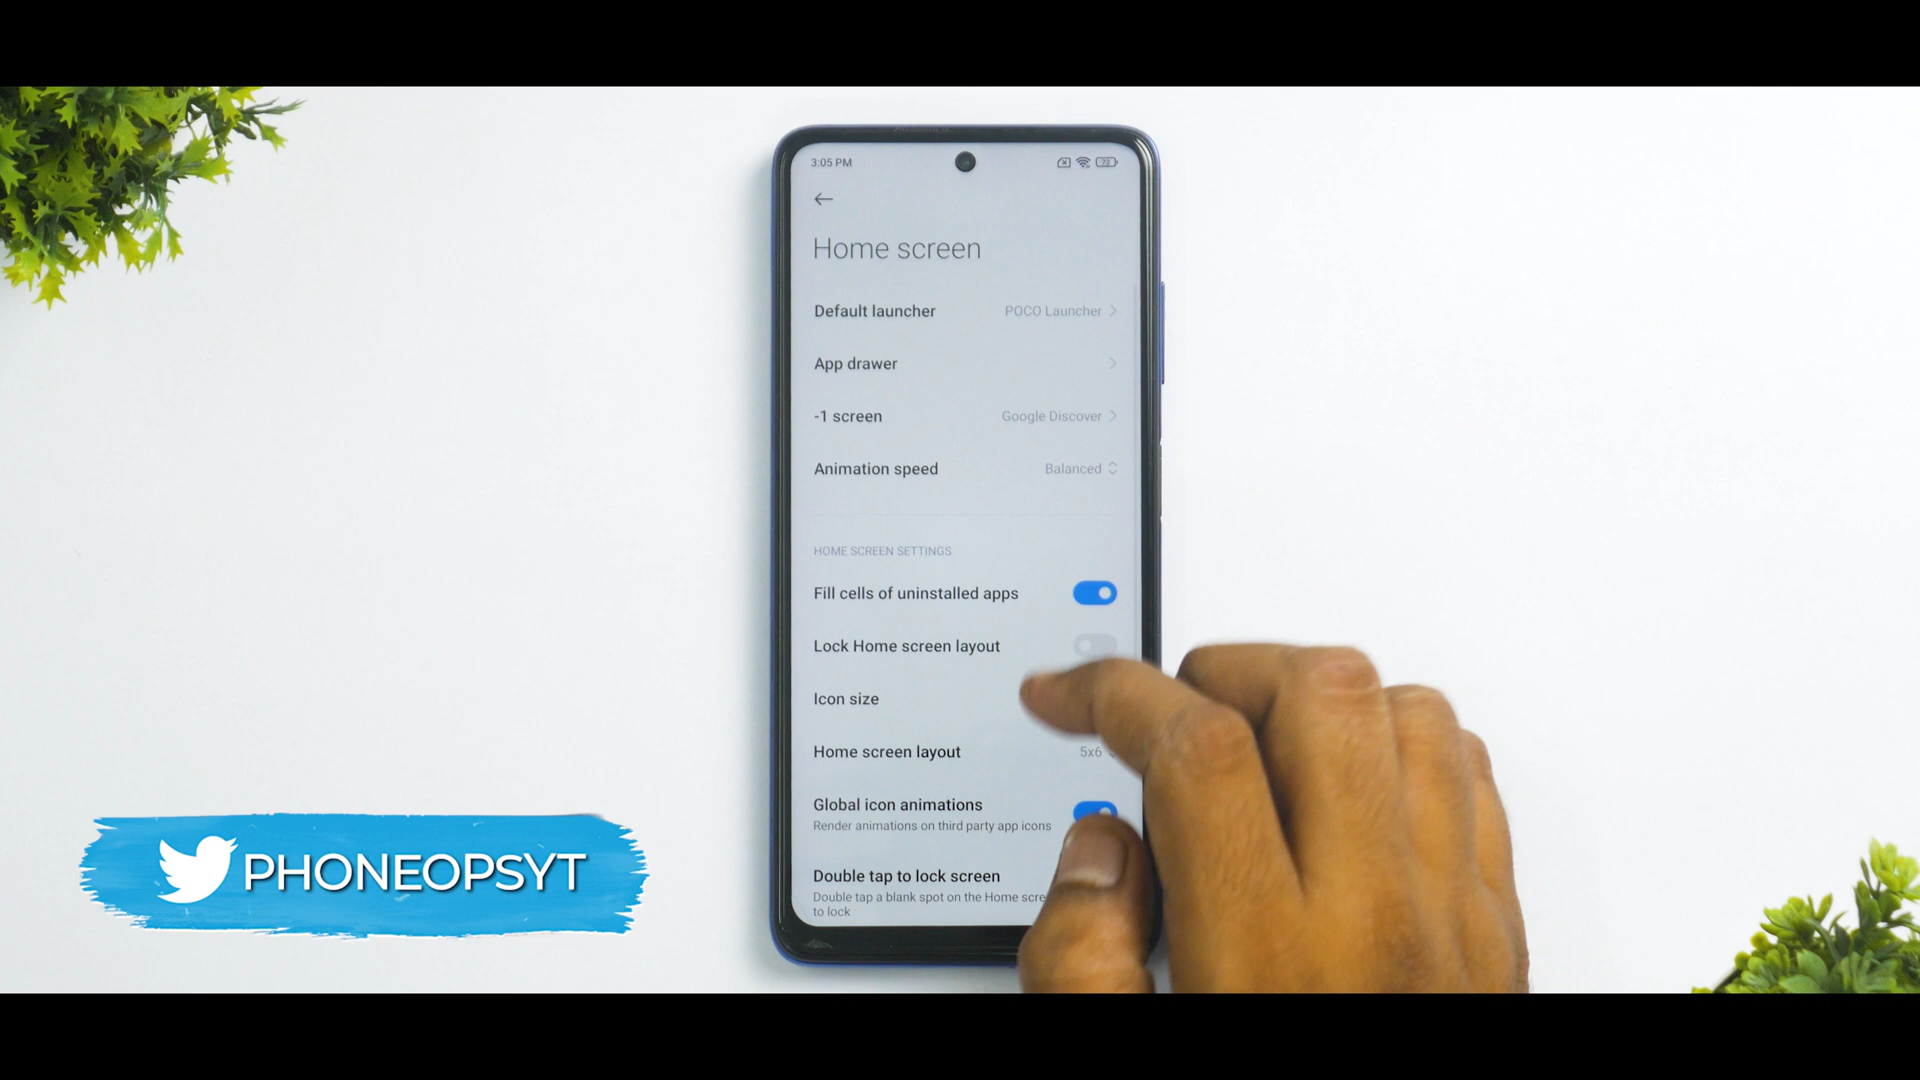 3:05 PM
72
Home screen
Default launcher
POCO Launcher
App drawer
-1 screen
Google Discover
Animation speed
Balanced
HOME SCREEN SETTINGS
Fill cells of uninstalled apps
Lock Home screen layout
Icon size
Home screen layout
5x6
Global icon animations
Render animations on third party app icons
Double tap to lock screen
Double tap a blank spot on the Home scre
to lock
PHONEOPSYT